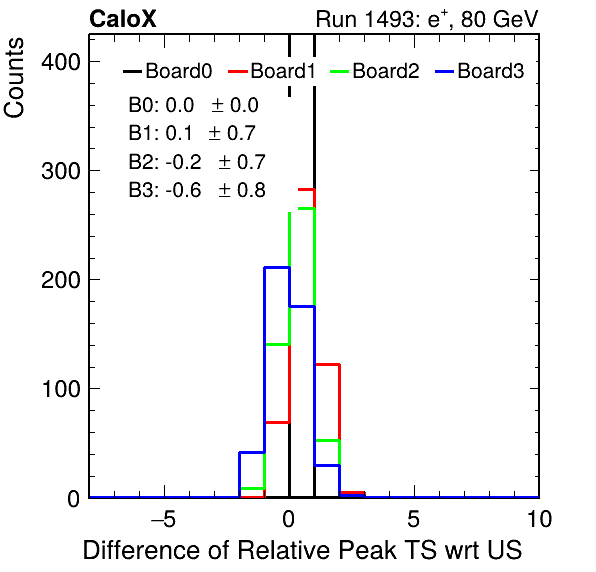 CaloX Run 1493: e⁺, 80 GeV
Counts
400
Board0 Board1 Board2 Board3
B0: 0.0 ± 0.0
B1: 0.1 ± 0.7
B2: -0.2 ± 0.7
B3: -0.6 ± 0.8
300
200
100
0
−5 0 5 10
Difference of Relative Peak TS wrt US